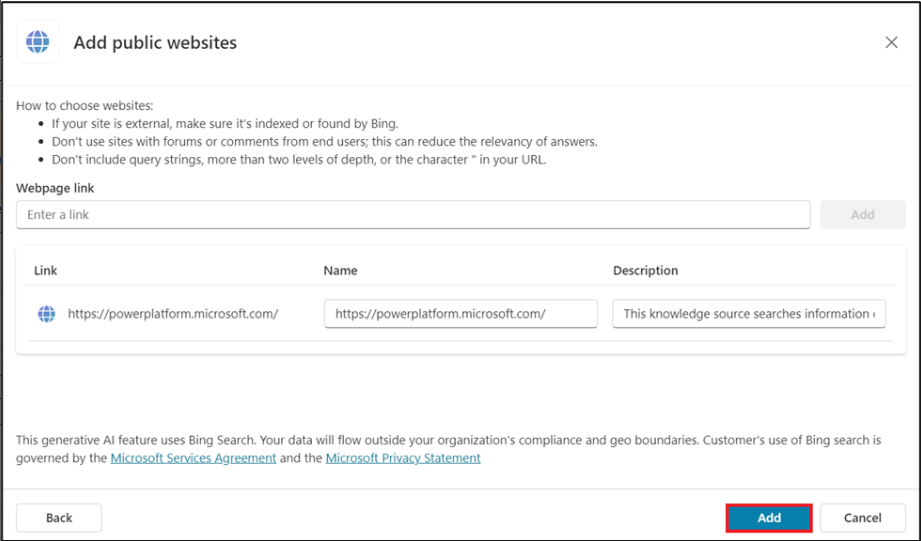 Add public websites
How to choose websites:
If your site is external, make sure it's indexed or found by Bing.
Don't use sites with forums or comments from end users; this can reduce the relevancy of answers.
Don't include query strings, more than two levels of depth, or the character " in your URL.
Webpage link
Enter a link
Add
Link Name Description
https://powerplatform.microsoft.com/ https://powerplatform.microsoft.com/ This knowledge source searches information
This generative AI feature uses Bing Search. Your data will flow outside your organization's compliance and geo boundaries. Customer's use of Bing search is
governed by the Microsoft Services Agreement and the Microsoft Privacy Statement
Back
Add
Cancel